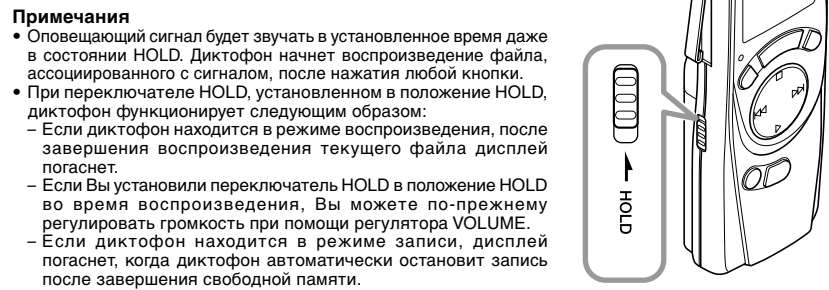 Примечания
• Оповещающий сигнал будет звучать в установленное время даже
в состоянии HOLD. Диктофон начнет воспроизведение файла,
ассоциированного с сигналом, после нажатия любой кнопки.
• При переключателе HOLD, установленном в положение HOLD,
диктофон функционирует следующим образом:
– Если диктофон находится в режиме воспроизведения, после
завершения воспроизведения текущего файла дисплей
погаснет.
– Если Вы установили переключатель HOLD в положение HOLD
во время воспроизведения, Вы можете по-прежнему
регулировать громкость при помощи регулятора VOLUME.
– Если диктофон находится в режиме записи, дисплей
погаснет, когда диктофон автоматически остановит запись
после завершения свободной памяти.
HOLD